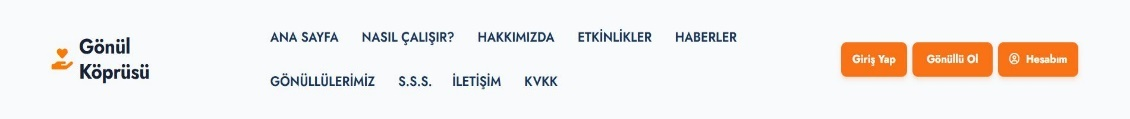 Gönül
Köprüsü
ANA SAYFA NASIL ÇALIŞIR? HAKKIMIZDA ETKİNLİKLER HABERLER
GÖNÜLLÜLERİMİZ S.S.S. İLETİŞİM KVKK
Giriş Yap Gönüllü Ol Hesabım